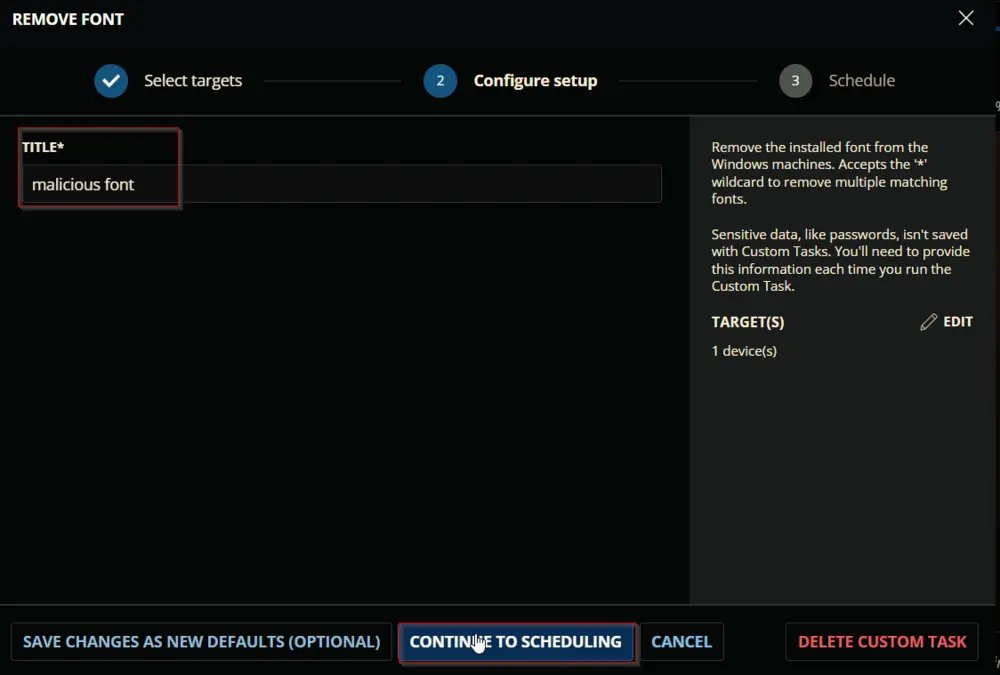 REMOVE FONT
Select targets
2
Configure setup
3
Schedule
TITLE*
malicious font
Remove the installed font from the
Windows machines. Accepts the '*'
wildcard to remove multiple matching
fonts.
Sensitive data, like passwords, isn't saved
with Custom Tasks. You'll need to provide
this information each time you run the
Custom Task.
TARGET(S)
EDIT
1 device(s)
SAVE CHANGES AS NEW DEFAULTS (OPTIONAL)
CONTINUE TO SCHEDULING
CANCEL
DELETE CUSTOM TASK